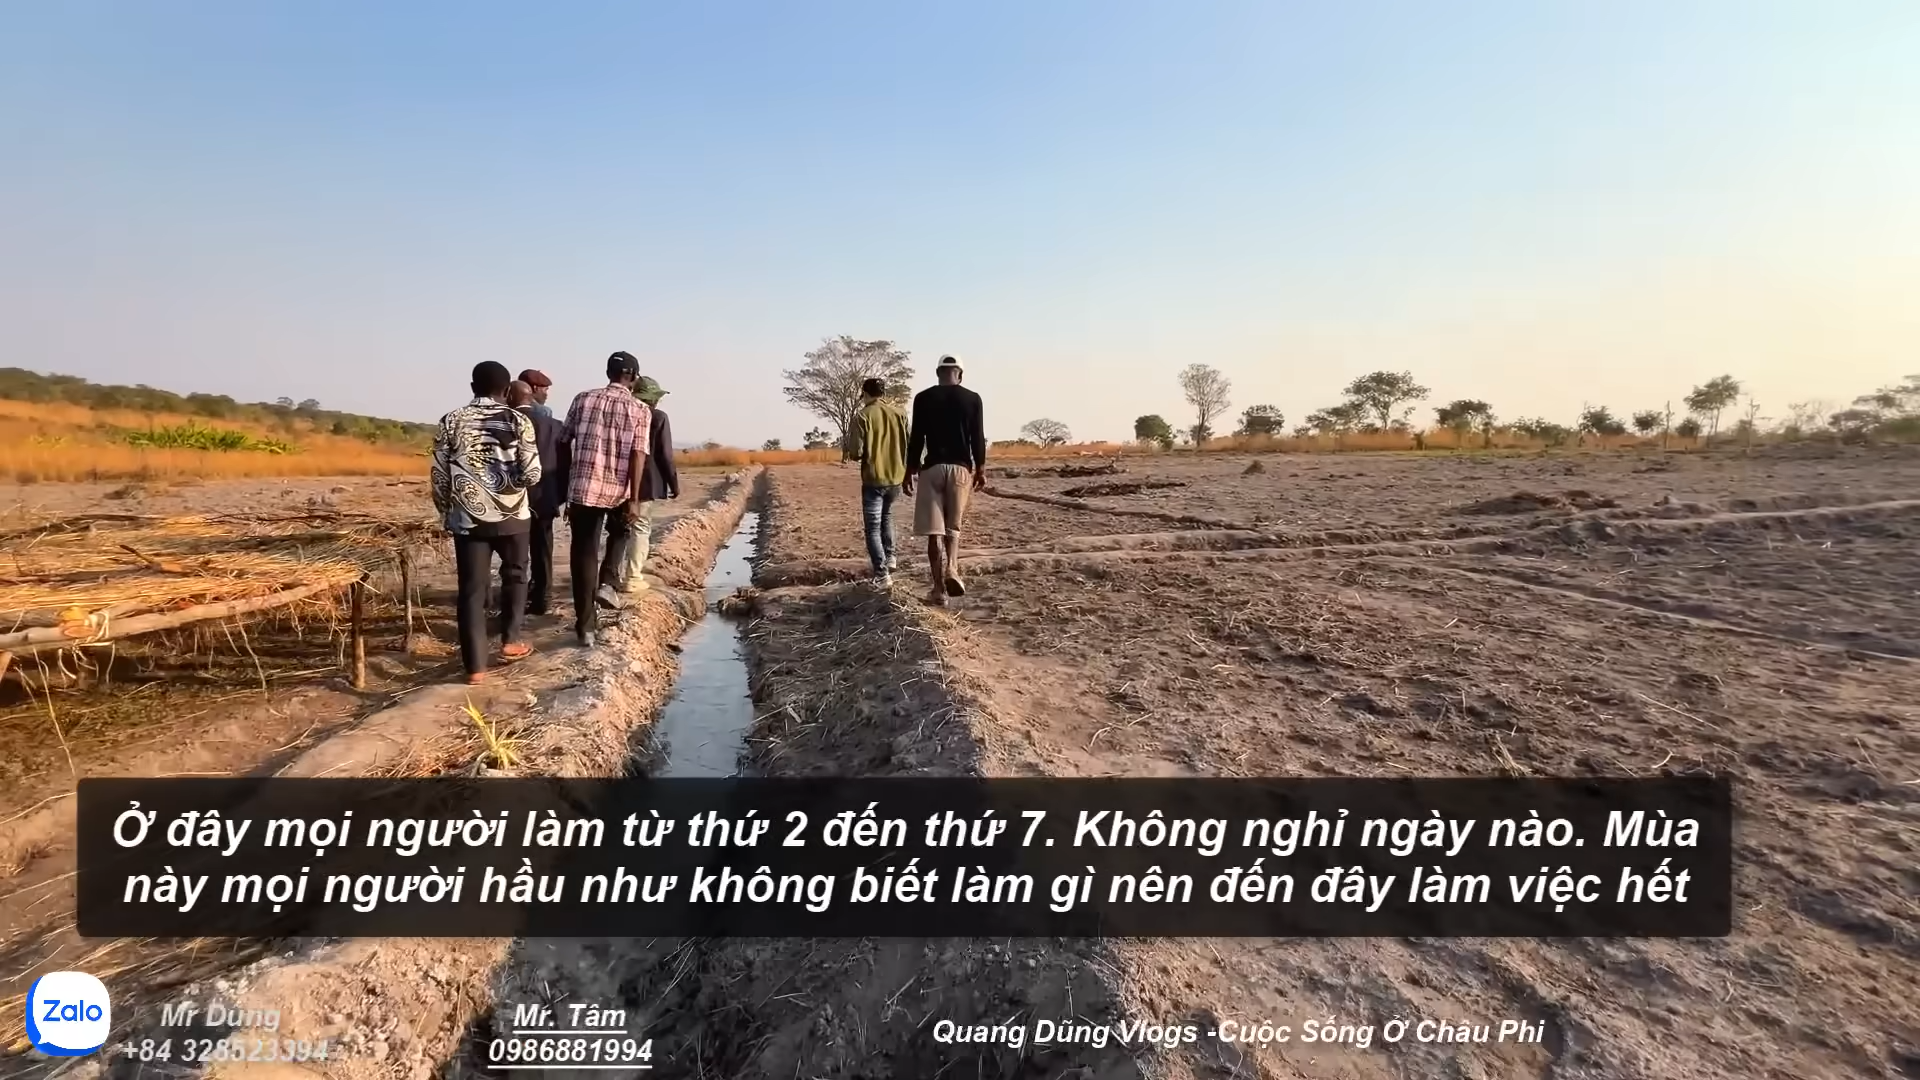 Ở đây mọi người làm từ thứ 2 đến thứ 7. Không nghỉ ngày nào. Mùa
này mọi người hầu như không biết làm gì nên đến đây làm việc hết
Zalo
Mr Dũng
+84 328523394
Mr. Tâm
0986881994
Quang Dũng Vlogs -Cuộc Sống Ở Châu Phi